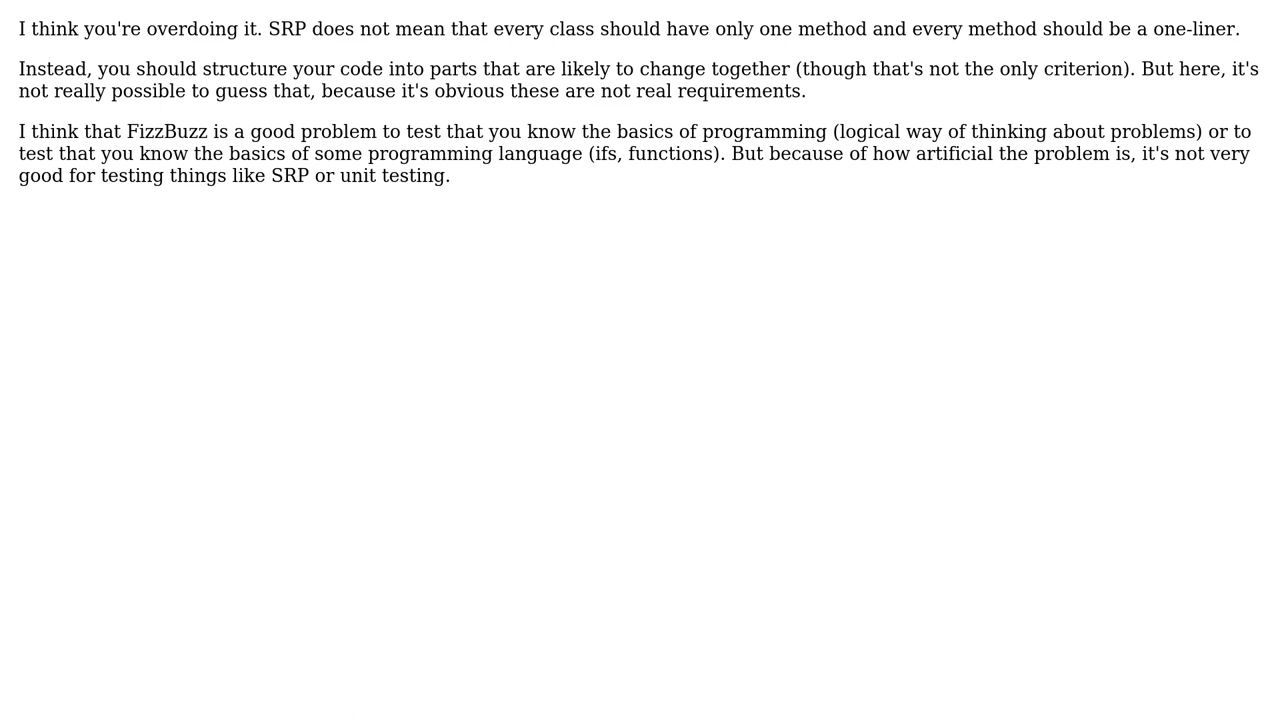 I think you're overdoing it. SRP does not mean that every class should have only one method and every method should be a one-liner.
Instead, you should structure your code into parts that are likely to change together (though that's not the only criterion). But here, it's
not really possible to guess that, because it's obvious these are not real requirements.
I think that FizzBuzz is a good problem to test that you know the basics of programming (logical way of thinking about problems) or to
test that you know the basics of some programming language (ifs, functions). But because of how artificial the problem is, it's not very
good for testing things like SRP or unit testing.